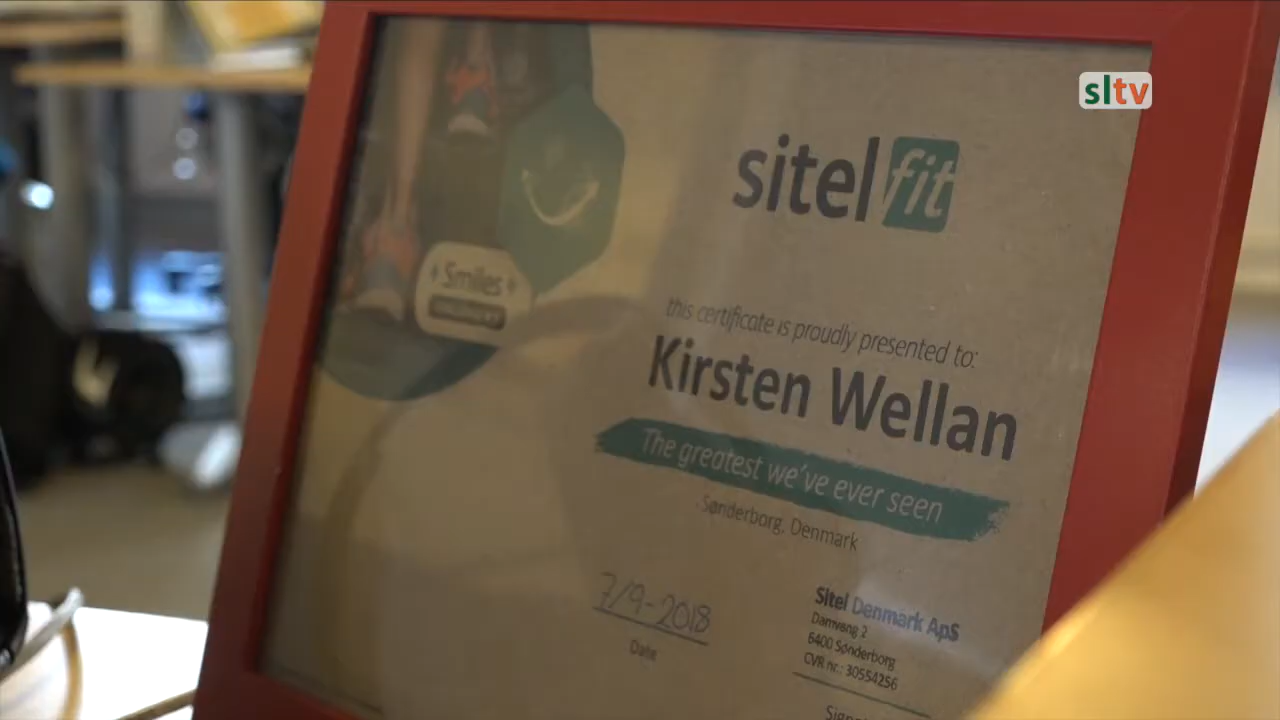 sltv
sitel fit
Smiles
this certificate is proudly presented to:
Kirsten Wellan
The greatest we've ever seen
Sønderborg, Denmark
7/9-2018
Date
Sitel Denmark ApS
Damvang 2
6400 Sønderborg
CVR nr.: 30554256